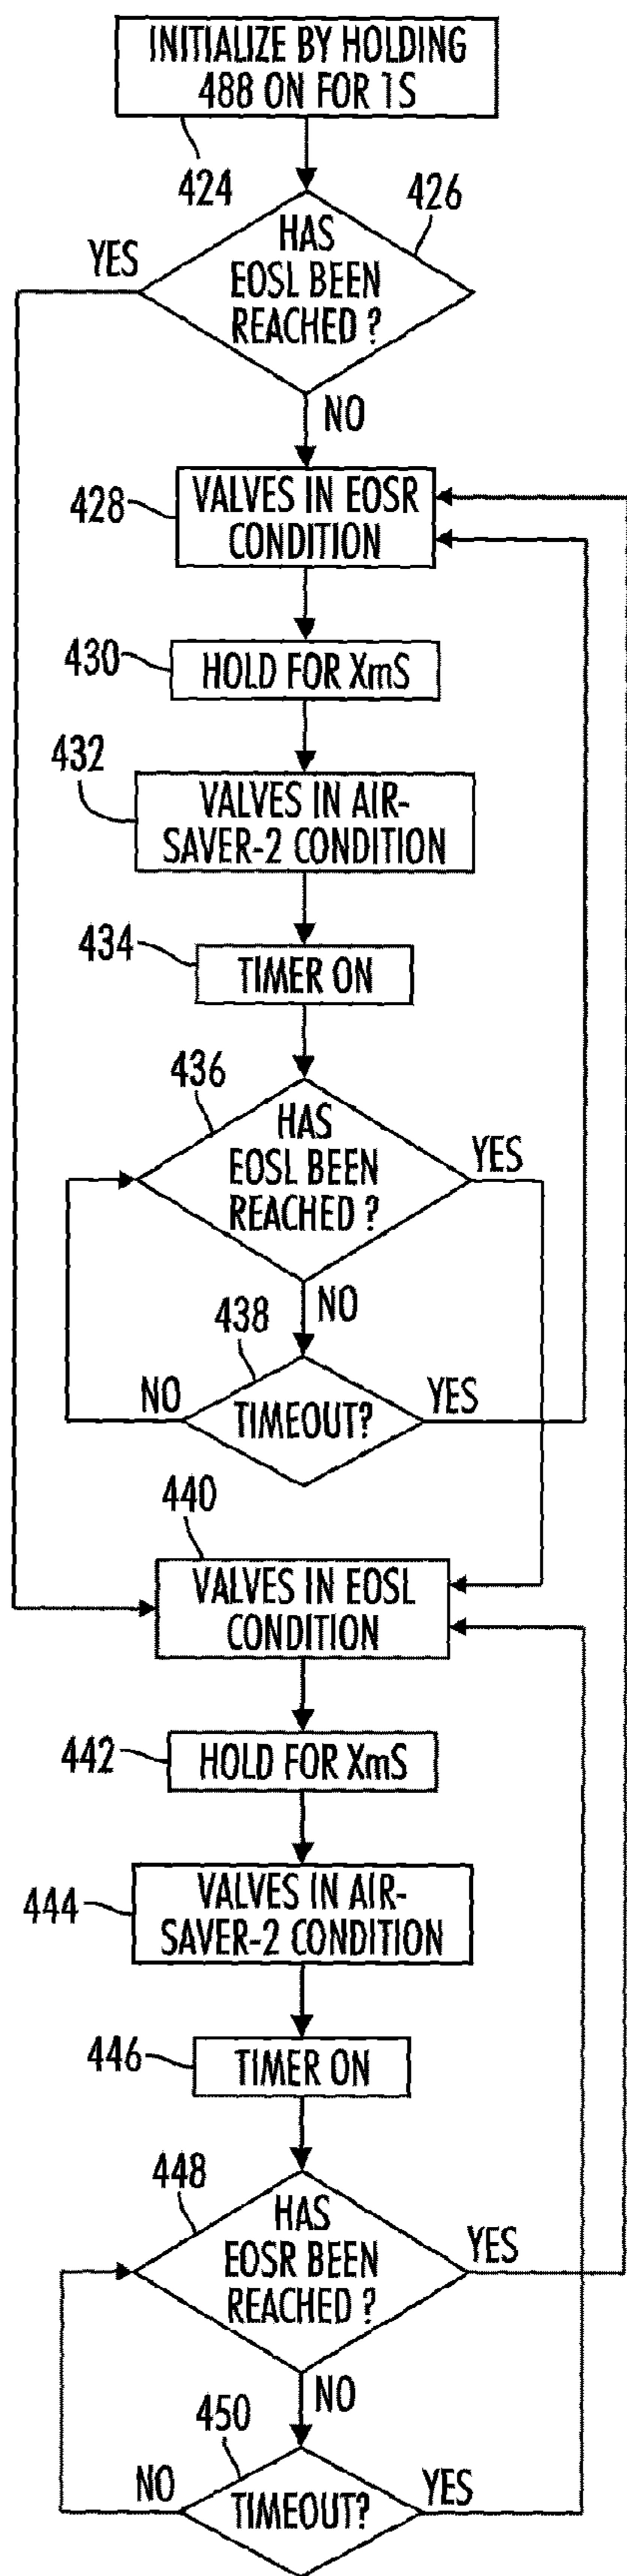 INITIALIZE BY HOLDING
488 ON FOR 1S
424
426
HAS
EOSL BEEN
REACHED ?
YES
NO
428
VALVES IN EOSR
CONDITION
430
HOLD FOR XmS
432
VALVES IN AIR-
SAVER-2 CONDITION
434
TIMER ON
436
HAS
EOSL BEEN
REACHED ?
YES
NO
438
TIMEOUT?
NO
YES
440
VALVES IN EOSL
CONDITION
442
HOLD FOR XmS
444
VALVES IN AIR-
SAVER-2 CONDITION
446
TIMER ON
448
HAS
EOSR BEEN
REACHED ?
YES
NO
450
TIMEOUT?
NO
YES